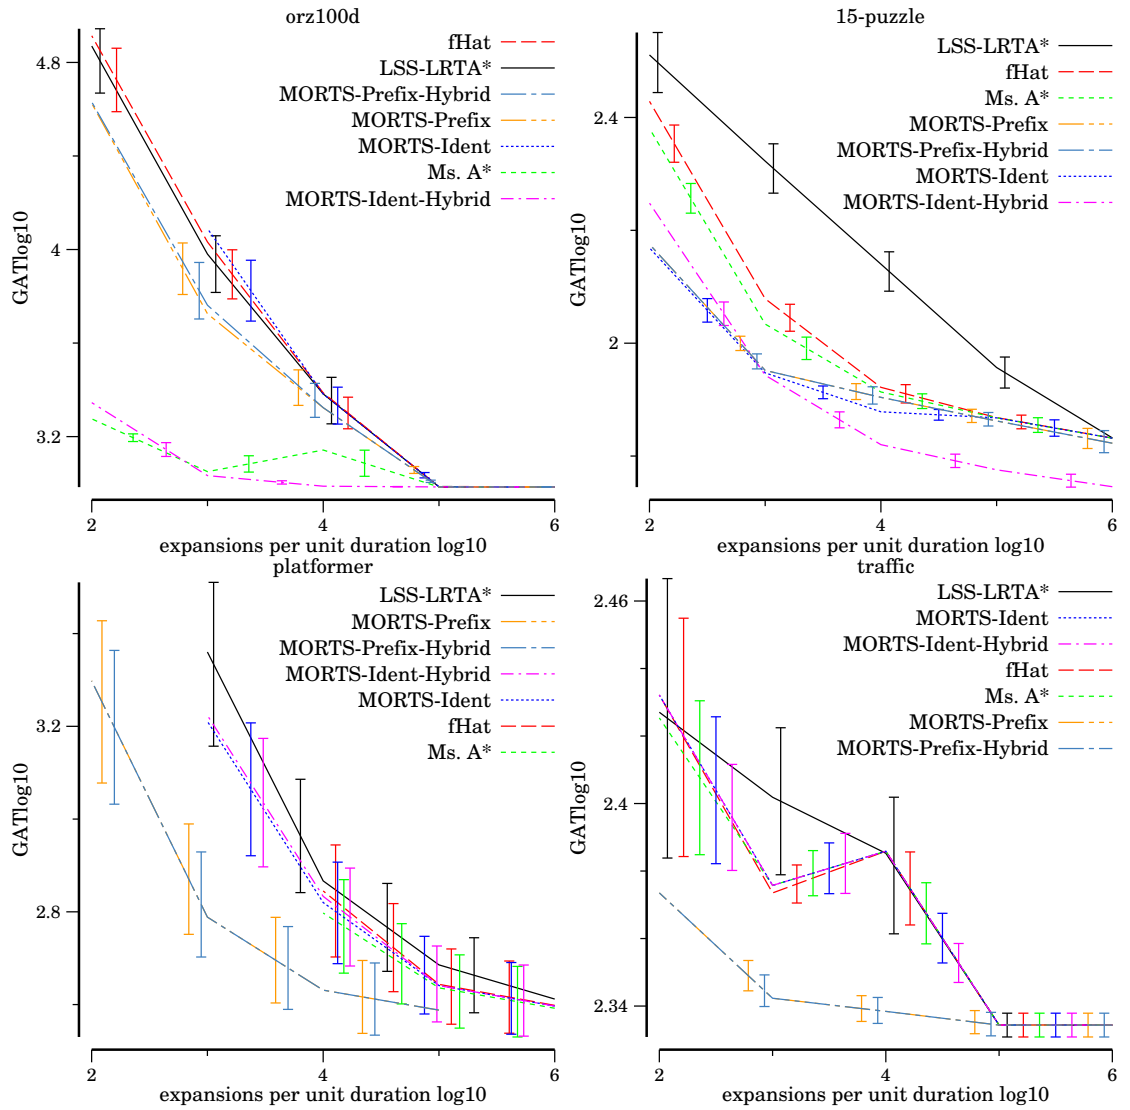 orz100d
GATlog10
4.8
4
3.2
fHat
LSS-LRTA*
MORTS-Prefix-Hybrid
MORTS-Prefix
MORTS-Ident
Ms. A*
MORTS-Ident-Hybrid
2
4
6
expansions per unit duration log10
15-puzzle
GATlog10
2.4
2
LSS-LRTA*
fHat
Ms. A*
MORTS-Prefix
MORTS-Prefix-Hybrid
MORTS-Ident
MORTS-Ident-Hybrid
2
4
6
expansions per unit duration log10
platformer
GATlog10
3.2
2.8
LSS-LRTA*
MORTS-Prefix
MORTS-Prefix-Hybrid
MORTS-Ident-Hybrid
MORTS-Ident
fHat
Ms. A*
2
4
6
expansions per unit duration log10
traffic
GATlog10
2.46
2.4
2.34
LSS-LRTA*
MORTS-Ident
MORTS-Ident-Hybrid
fHat
Ms. A*
MORTS-Prefix
MORTS-Prefix-Hybrid
2
4
6
expansions per unit duration log10